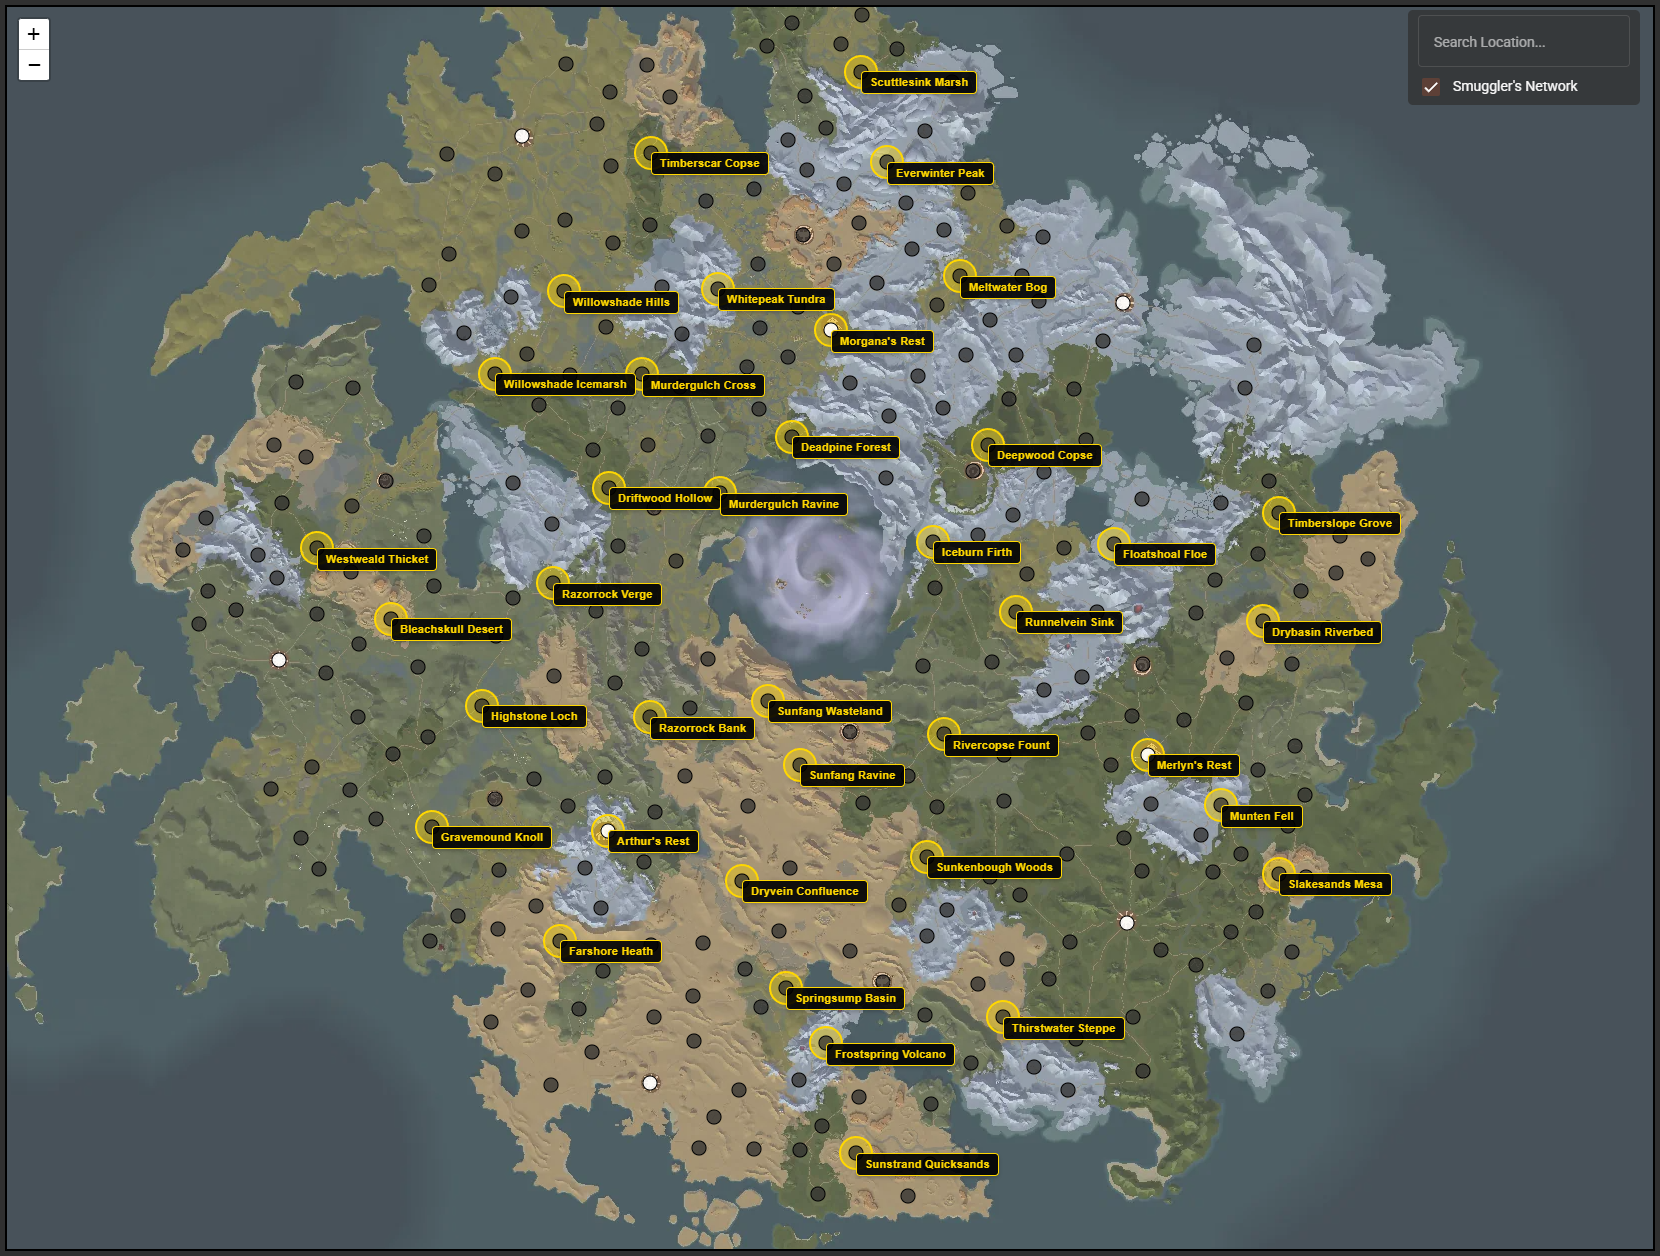 +
−
Search Location...
Smuggler's Network
Scuttlesink Marsh
Timberscar Copse
Everwinter Peak
Meltwater Bog
Willowshade Hills
Whitepeak Tundra
Morgana's Rest
Willowshade Icemarsh
Murdergulch Cross
Deadpine Forest
Deepwood Copse
Driftwood Hollow
Murdergulch Ravine
Timberslope Grove
Westweald Thicket
Iceburn Firth
Floatshoal Floe
Razorrock Verge
Bleachskull Desert
Runnelvein Sink
Drybasin Riverbed
Highstone Loch
Razorrock Bank
Sunfang Wasteland
Rivercopse Fount
Sunfang Ravine
Merlyn's Rest
Munten Fell
Gravemound Knoll
Arthur's Rest
Sunkenbough Woods
Dryvein Confluence
Slakesands Mesa
Farshore Heath
Springsump Basin
Thirstwater Steppe
Frostspring Volcano
Sunstrand Quicksands